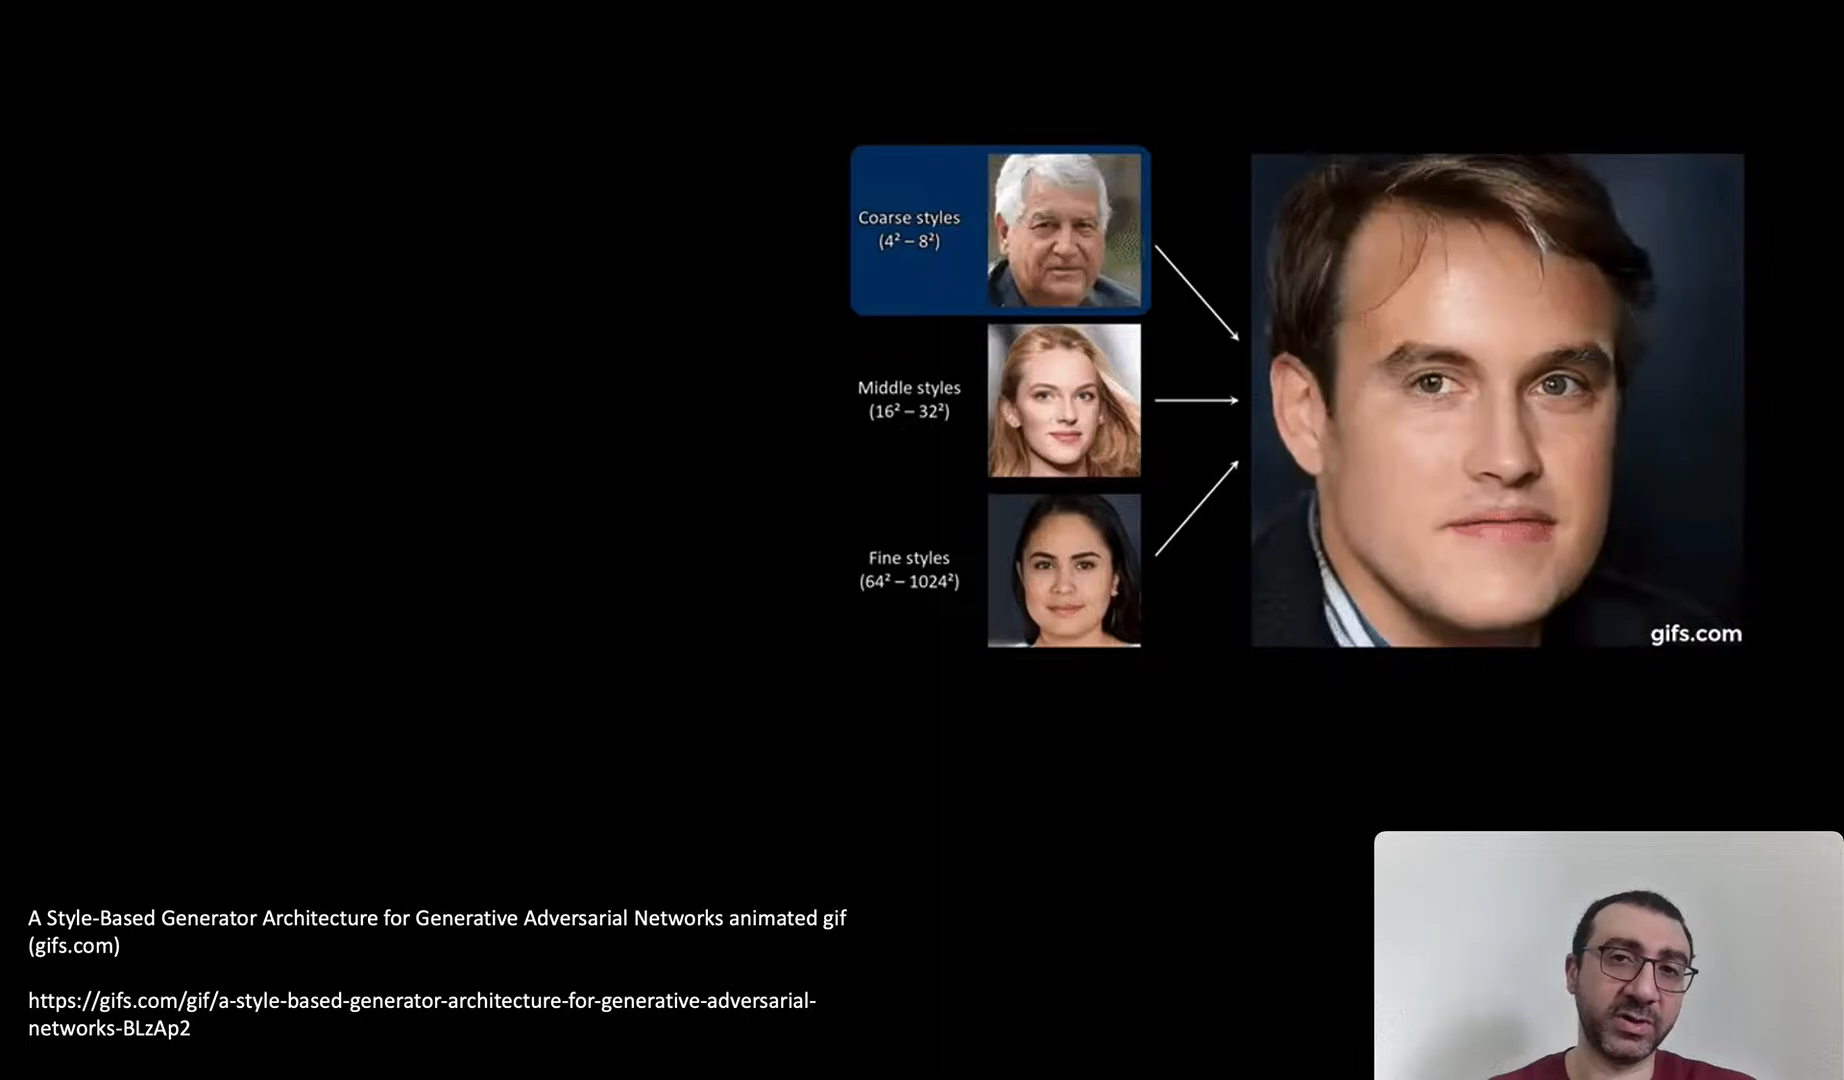 Coarse styles
(4² – 8²)
Middle styles
(16² – 32²)
Fine styles
(64² – 1024²)
gifs.com
A Style-Based Generator Architecture for Generative Adversarial Networks animated gif
(gifs.com)
https://gifs.com/gif/a-style-based-generator-architecture-for-generative-adversarial-
networks-BLzAp2